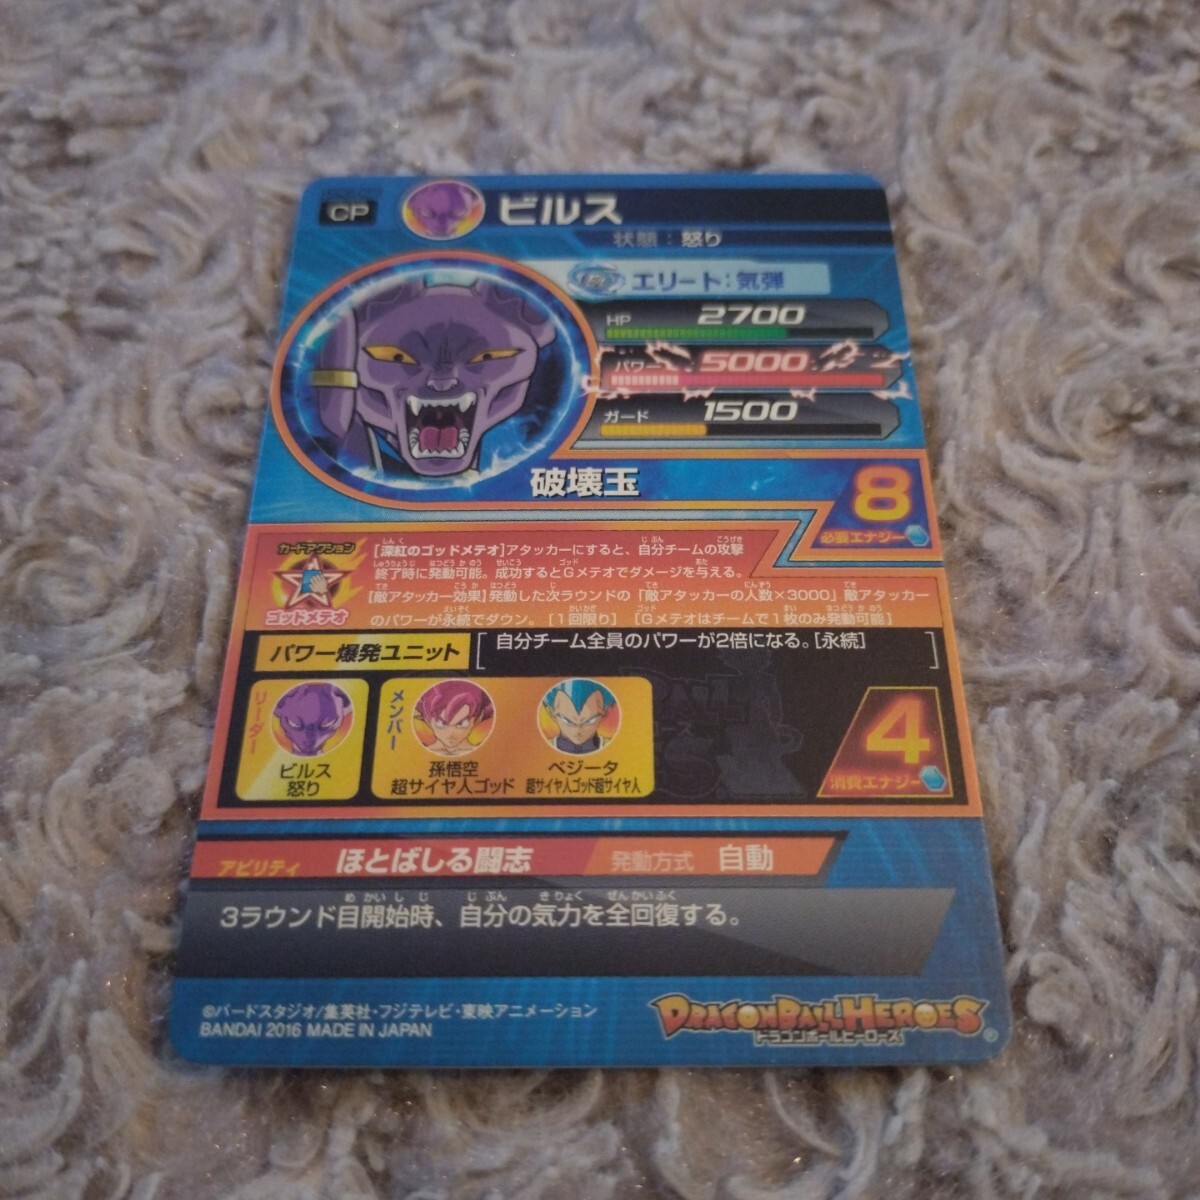 CP
ビルス
状態：怒り
エリート：気弾
HP 2700
パワー 5000
ガード 1500
破壊玉
8
必要エナジー
カードアクション
ゴッドメテオ
[深紅のゴッドメテオ]アタッカーにすると、自分チームの攻撃
終了時に発動可能。成功するとGメテオでダメージを与える。
【敵アタッカー効果】発動した次ラウンドの「敵アタッカーの人数×3000」敵アタッカー
のパワーが永続でダウン。［1回限り］［Gメテオはチームで1枚のみ発動可能］
パワー爆発ユニット
自分チーム全員のパワーが2倍になる。[永続]
リーダー
ビルス
怒り
メンバー
孫悟空
超サイヤ人ゴッド
ベジータ
超サイヤ人ゴッド超サイヤ人
4
消費エナジー
アビリティ ほとばしる闘志 発動方式 自動
3ラウンド目開始時、自分の気力を全回復する。
©バードスタジオ/集英社・フジテレビ・東映アニメーション
BANDAI 2016 MADE IN JAPAN
DRAGONBALL HEROES
ドラゴンボールヒーローズ